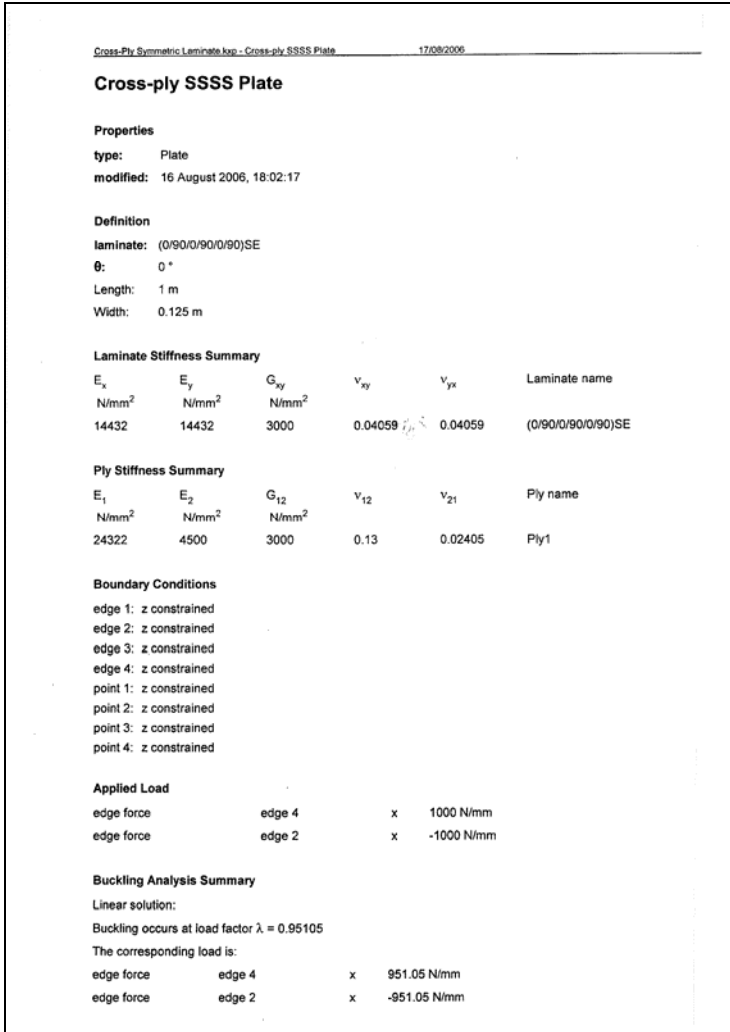 Cross-Ply Symmetric Laminate.kxp - Cross-ply SSSS Plate 17/08/2006
Cross-ply SSSS Plate
Properties
type: Plate
modified: 16 August 2006, 18:02:17
Definition
laminate: (0/90/0/90/0/90)SE
θ: 0 °
Length: 1 m
Width: 0.125 m
Laminate Stiffness Summary
Ex Ey Gxy νxy νyx Laminate name
N/mm² N/mm² N/mm²
14432 14432 3000 0.04059 0.04059 (0/90/0/90/0/90)SE
Ply Stiffness Summary
E₁ E₂ G₁₂ ν₁₂ ν₂₁ Ply name
N/mm² N/mm² N/mm²
24322 4500 3000 0.13 0.02405 Ply1
Boundary Conditions
edge 1: z constrained
edge 2: z constrained
edge 3: z constrained
edge 4: z constrained
point 1: z constrained
point 2: z constrained
point 3: z constrained
point 4: z constrained
Applied Load
edge force edge 4 x 1000 N/mm
edge force edge 2 x -1000 N/mm
Buckling Analysis Summary
Linear solution:
Buckling occurs at load factor λ = 0.95105
The corresponding load is:
edge force edge 4 x 951.05 N/mm
edge force edge 2 x -951.05 N/mm